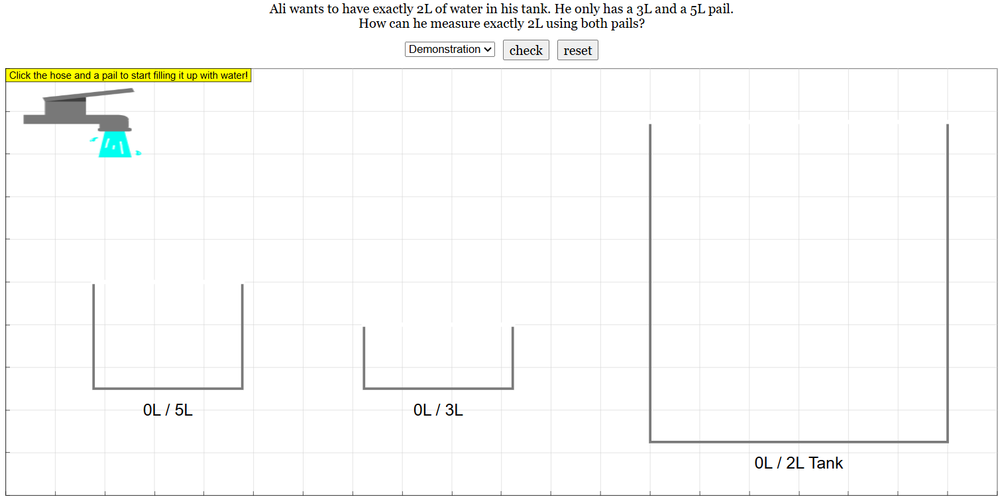 Ali wants to have exactly 2L of water in his tank. He only has a 3L and a 5L pail.
How can he measure exactly 2L using both pails?
Demonstration check reset
Click the hose and a pail to start filling it up with water!
0L / 5L
0L / 3L
0L / 2L Tank